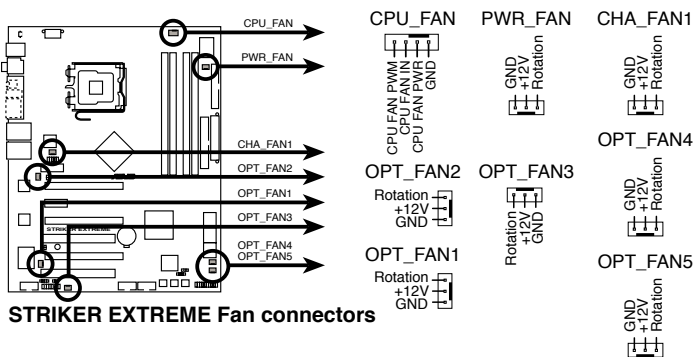 CPU_FAN
PWR_FAN
CHA_FAN1
OPT_FAN2
OPT_FAN1
OPT_FAN3
OPT_FAN4
OPT_FAN5
STRIKER EXTREME
STRIKER EXTREME Fan connectors
CPU_FAN
CPU FAN PWM
CPU FAN IN
CPU FAN PWR
GND
PWR_FAN
GND
+12V
Rotation
CHA_FAN1
GND
+12V
Rotation
OPT_FAN2
Rotation
+12V
GND
OPT_FAN3
Rotation
+12V
GND
OPT_FAN4
GND
+12V
Rotation
OPT_FAN1
Rotation
+12V
GND
OPT_FAN5
GND
+12V
Rotation